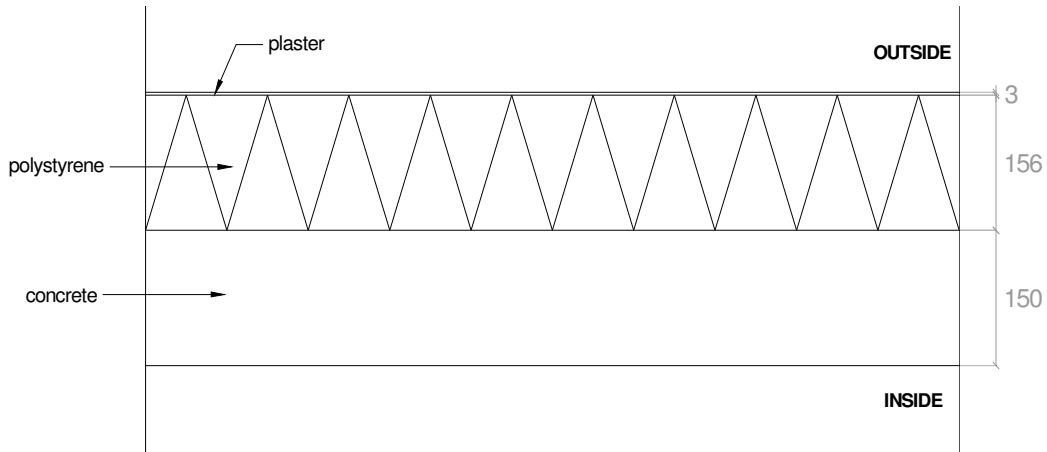 plaster
OUTSIDE
3
polystyrene
156
concrete
150
INSIDE